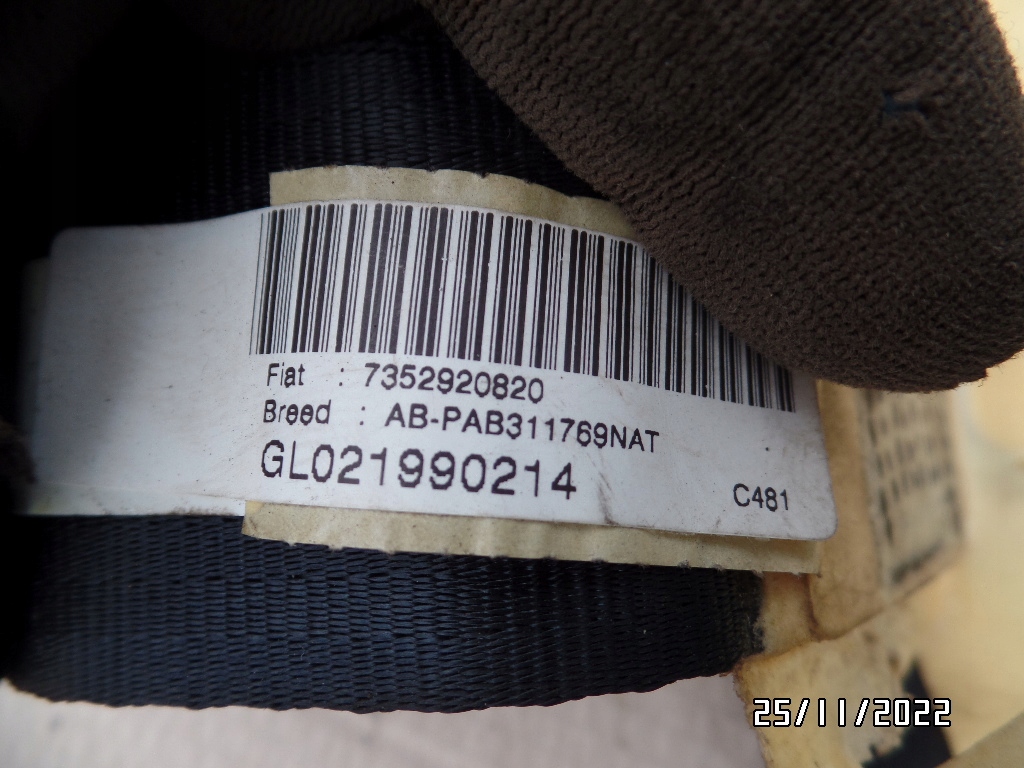 Fiat : 7352920820
Breed : AB-PAB311769NAT
GL021990214
C481
25/11/2022